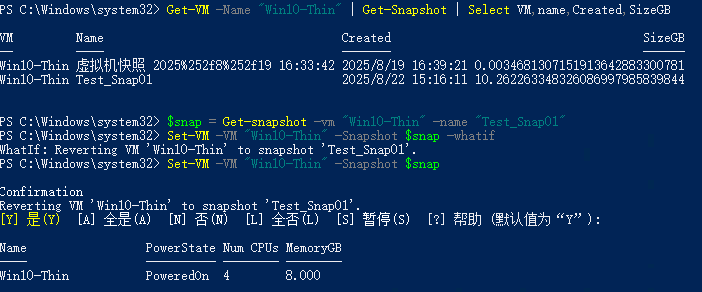 PS C:\Windows\system32> Get-VM -Name "Win10-Thin" | Get-Snapshot | Select VM,name,Created,SizeGB
VM Name Created SizeGB
-- ---- ------- ------
Win10-Thin 虚拟机快照 2025%252f8%252f19 16:33:42 2025/8/19 16:39:21 0.0034681307151913642883300781
Win10-Thin Test_Snap01 2025/8/22 15:16:11 10.262263348326086997985839844
PS C:\Windows\system32> $snap = Get-snapshot -vm "Win10-Thin" -name "Test_Snap01"
PS C:\Windows\system32> Set-VM -VM "Win10-Thin" -Snapshot $snap -whatif
WhatIf: Reverting VM 'Win10-Thin' to snapshot 'Test_Snap01'.
PS C:\Windows\system32> Set-VM -VM "Win10-Thin" -Snapshot $snap
Confirmation
Reverting VM 'Win10-Thin' to snapshot 'Test_Snap01'.
[Y] 是(Y) [A] 全是(A) [N] 否(N) [L] 全否(L) [S] 暂停(S) [?] 帮助 (默认值为“Y”):
Name PowerState Num CPUs MemoryGB
---- ---------- -------- --------
Win10-Thin PoweredOn 4 8.000